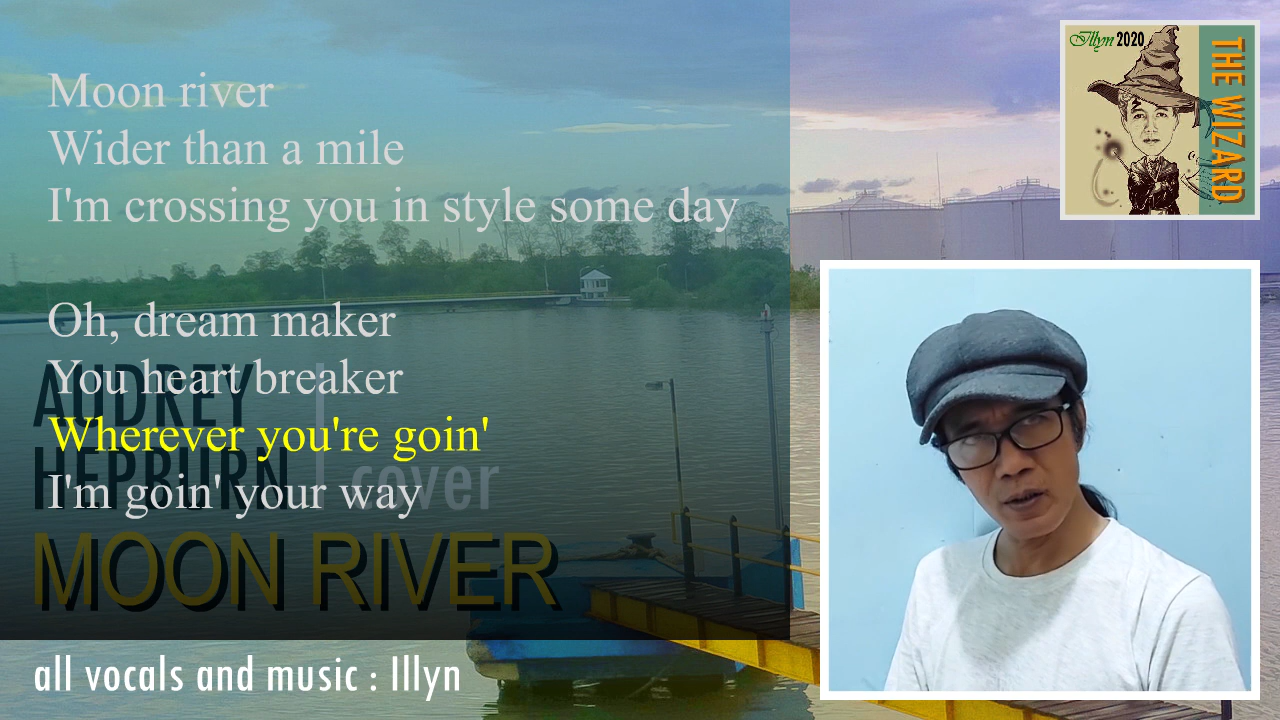 Moon river
Wider than a mile
I'm crossing you in style some day
Oh, dream maker
You heart breaker
Wherever you're goin'
I'm goin' your way
AUDREY
HEPBURN | cover
MOON RIVER
all vocals and music : Illyn
Illyn 2020
THE WIZARD